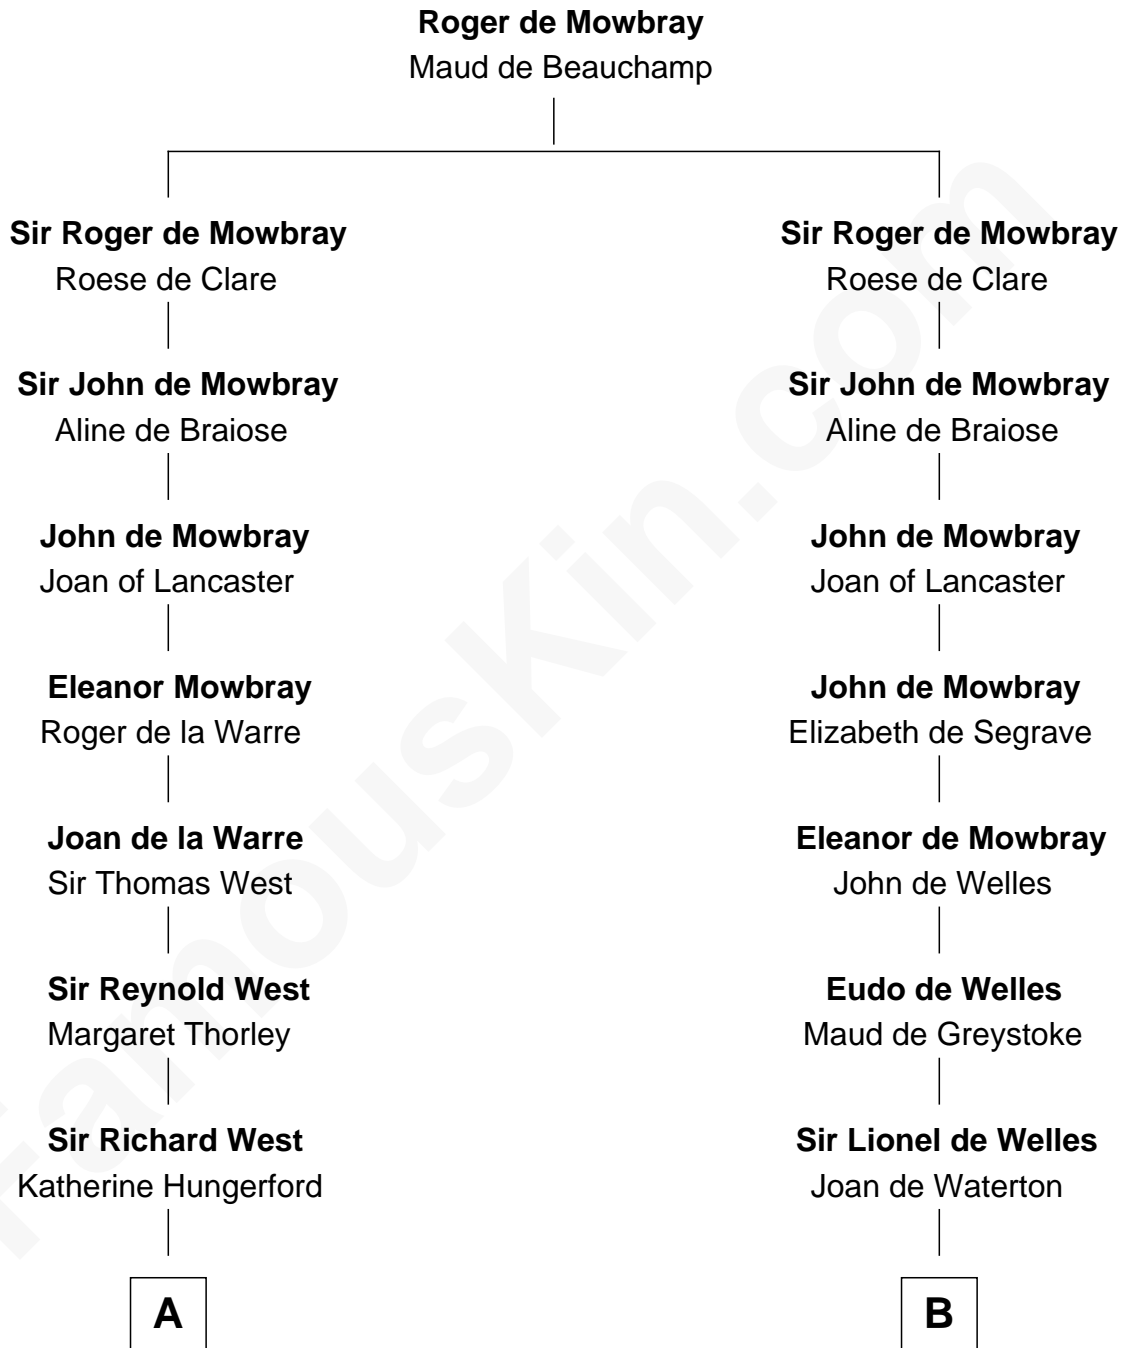 Roger de Mowbray
Maud de Beauchamp
Sir Roger de Mowbray
Roese de Clare
Sir John de Mowbray
Aline de Braiose
John de Mowbray
Joan of Lancaster
Eleanor Mowbray
Roger de la Warre
Joan de la Warre
Sir Thomas West
Sir Reynold West
Margaret Thorley
Sir Richard West
Katherine Hungerford
A
Sir Roger de Mowbray
Roese de Clare
Sir John de Mowbray
Aline de Braiose
John de Mowbray
Joan of Lancaster
John de Mowbray
Elizabeth de Segrave
Eleanor de Mowbray
John de Welles
Eudo de Welles
Maud de Greystoke
Sir Lionel de Welles
Joan de Waterton
B
FamousKin.com